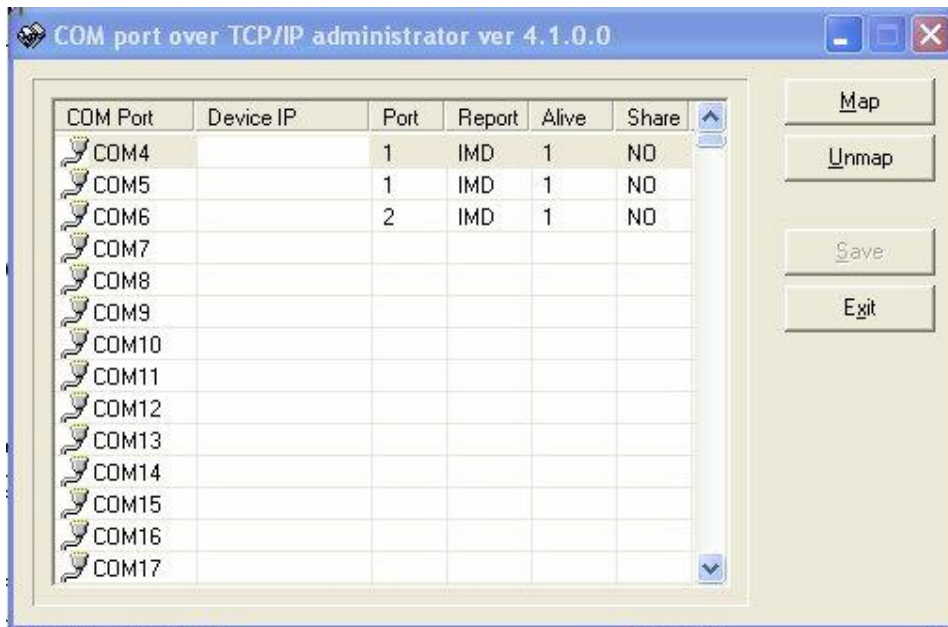 COM port over TCP/IP administrator ver 4.1.0.0
COM Port Device IP Port Report Alive Share
COM4 1 IMD 1 NO
COM5 1 IMD 1 NO
COM6 2 IMD 1 NO
COM7
COM8
COM9
COM10
COM11
COM12
COM13
COM14
COM15
COM16
COM17
Map
Unmap
Save
Exit